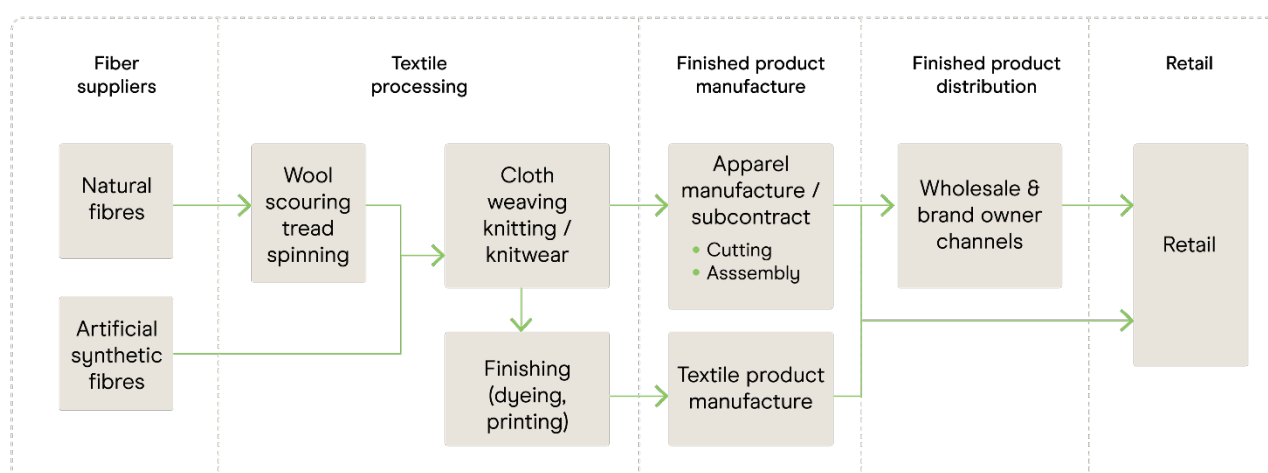 Fiber
suppliers
Textile
processing
Finished product
manufacture
Finished product
distribution
Retail
Natural
fibres
Wool
scouring
tread
spinning
Cloth
weaving
knitting /
knitwear
Apparel
manufacture /
subcontract
• Cutting
• Asssembly
Wholesale &
brand owner
channels
Retail
Artificial
synthetic
fibres
Finishing
(dyeing,
printing)
Textile product
manufacture